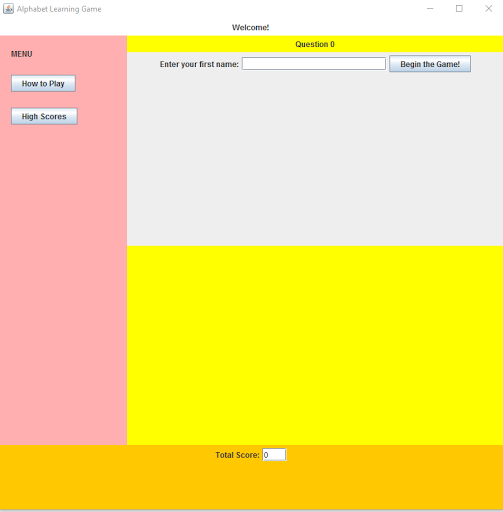 Alphabet Learning Game
Welcome!
MENU
How to Play
High Scores
Question 0
Enter your first name:
Begin the Game!
Total Score: 0